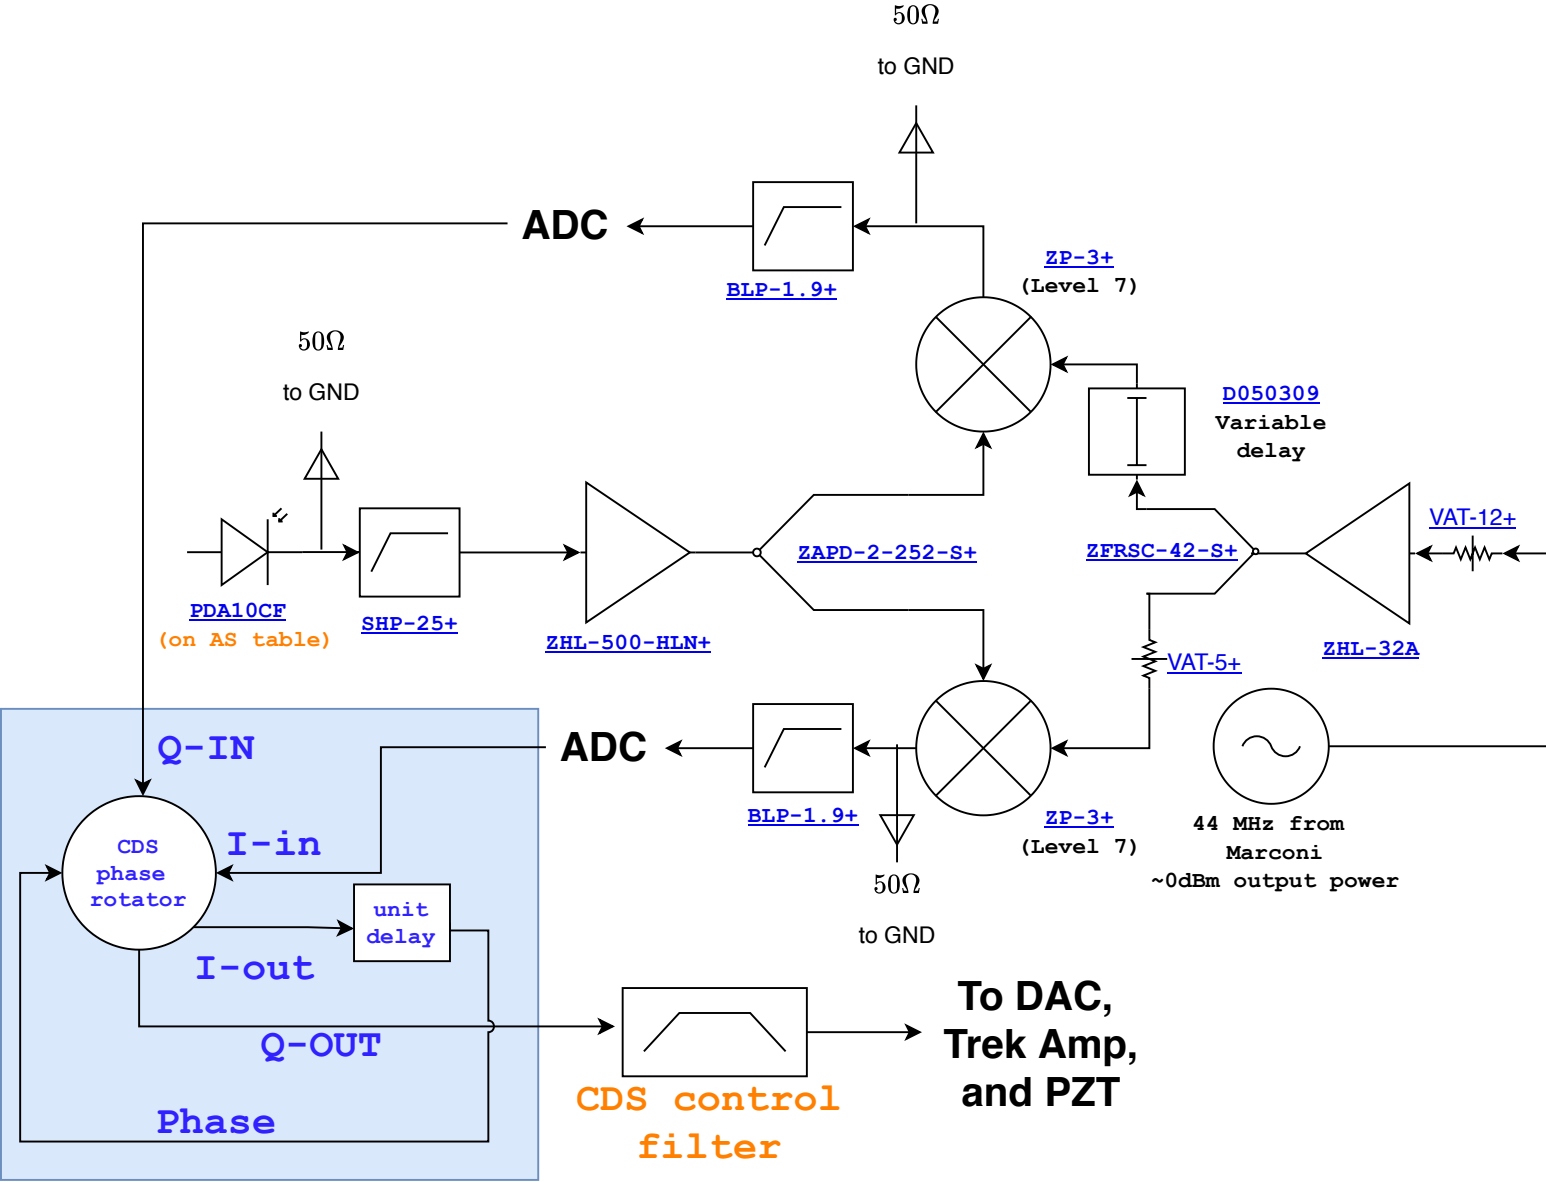 50Ω
to GND
ADC
BLP-1.9+
ZP-3+
(Level 7)
50Ω
to GND
D050309
Variable
delay
PDA10CF
(on AS table)
SHP-25+
ZHL-500-HLN+
ZAPD-2-252-S+
ZFRSC-42-S+
VAT-12+
ZHL-32A
VAT-5+
Q-IN
ADC
I-in
CDS
phase
rotator
unit
delay
I-out
Q-OUT
Phase
BLP-1.9+
50Ω
to GND
ZP-3+
(Level 7)
44 MHz from
Marconi
~0dBm output power
CDS control
filter
To DAC,
Trek Amp,
and PZT